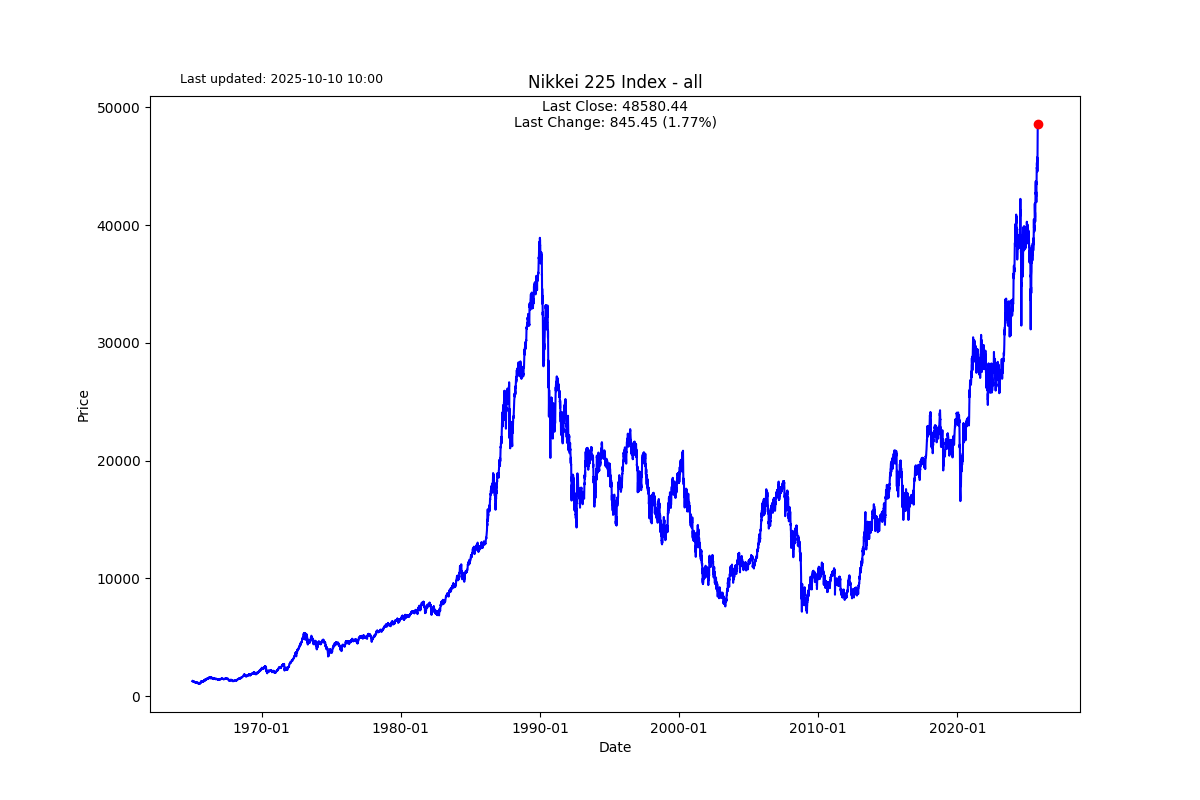 Last updated: 2025-10-10 10:00
Nikkei 225 Index - all
Last Close: 48580.44
Last Change: 845.45 (1.77%)
50000
40000
30000
20000
10000
0
Price
1970-01
1980-01
1990-01
2000-01
2010-01
2020-01
Date